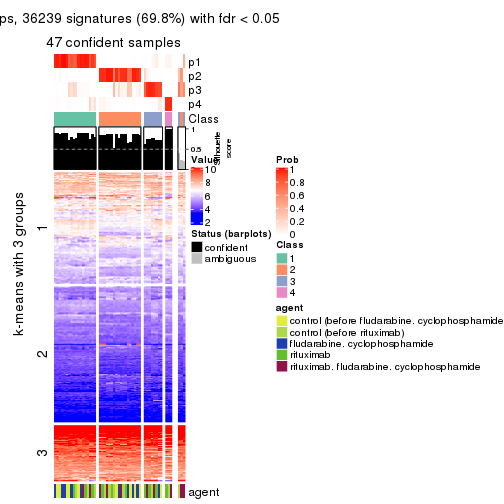 ps, 36239 signatures (69.8%) with fdr < 0.05
47 confident samples
p1
p2
p3
p4
Class
1
0.5
0
Silhouette
score
Value
10
8
6
4
2
Status (barplots)
confident
ambiguous
Prob
1
0.8
0.6
0.4
0.2
0
Class
1
2
3
4
agent
control (before fludarabine. cyclophosphamide
control (before rituximab)
fludarabine. cyclophosphamide
rituximab
rituximab. fludarabine. cyclophosphamide
k-means with 3 groups
1
2
3
agent